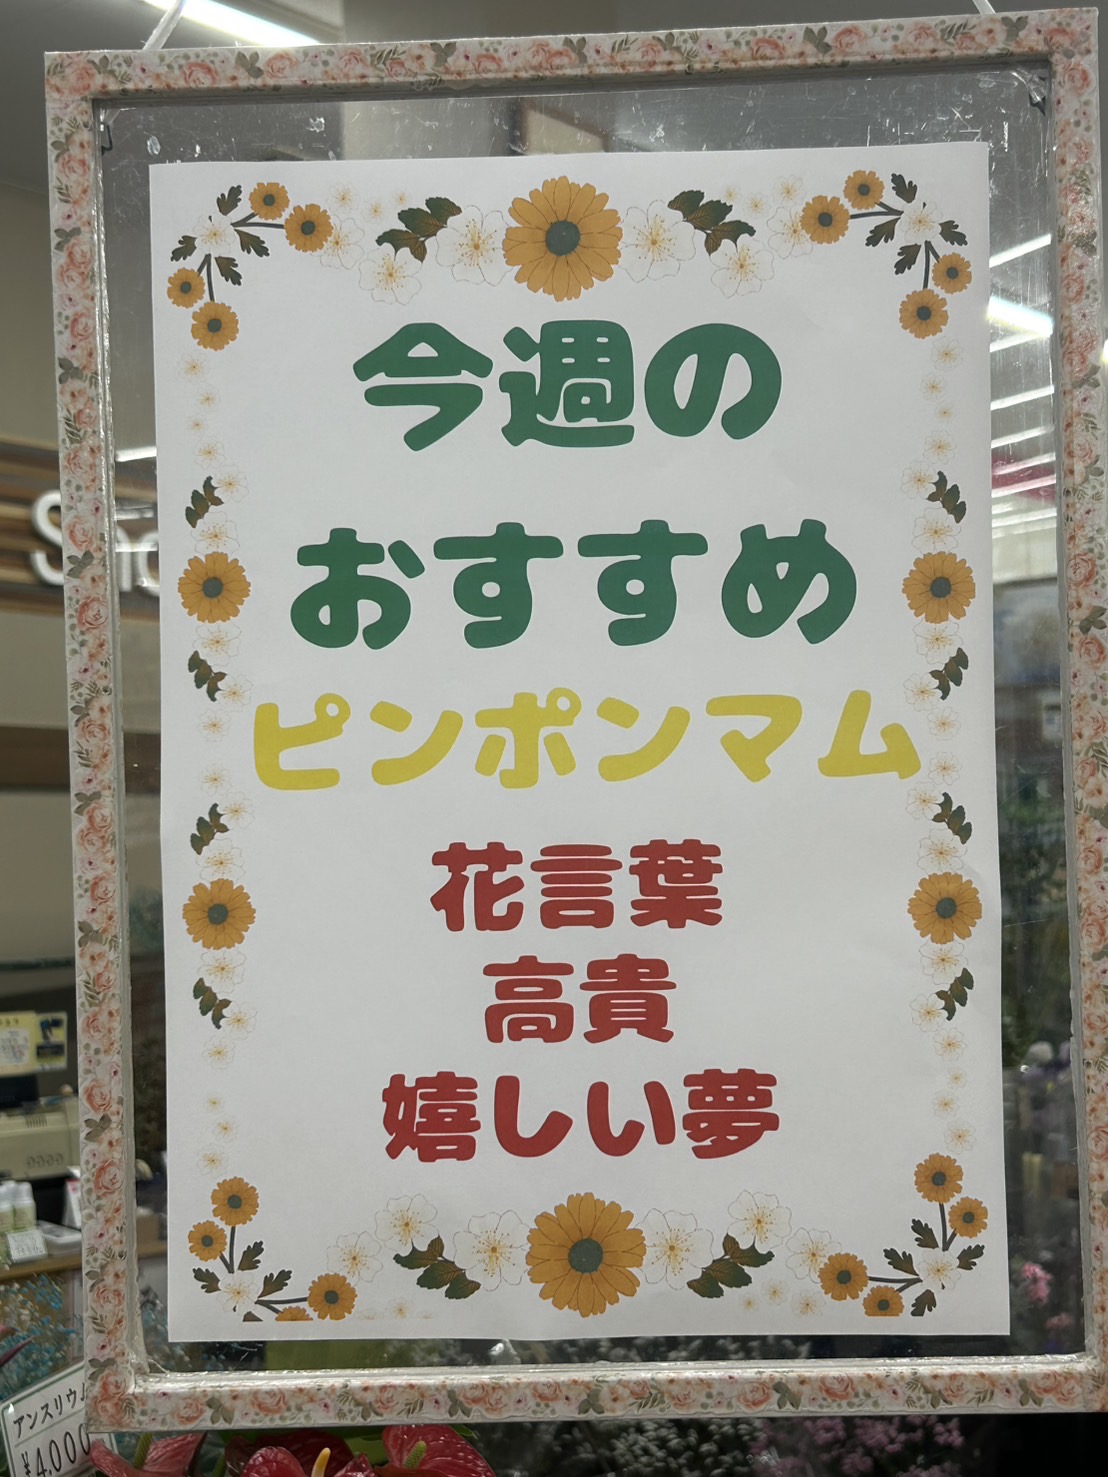 今週の
おすすめ
ピンポンマム
花言葉
高貴
嬉しい夢
アンスリウム
¥4,000